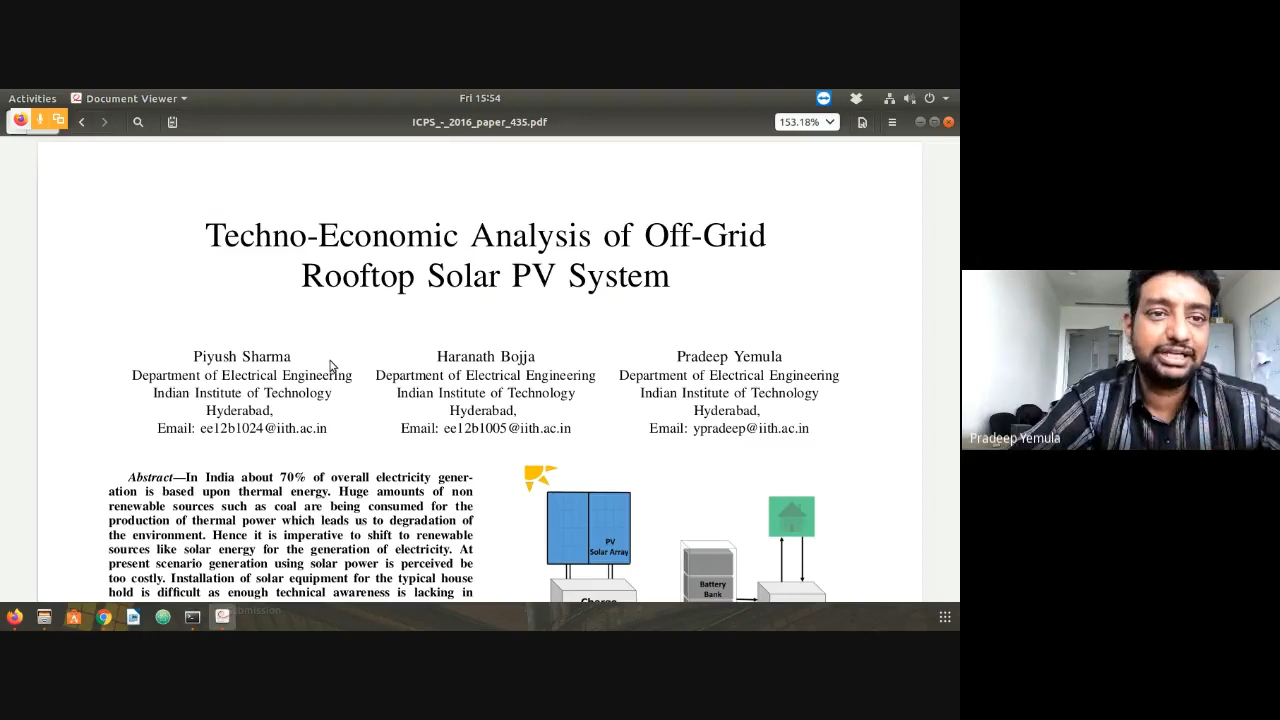 Activities
Document Viewer
Fri 15:54
ICPS_-_2016_paper_435.pdf
153.18%
Techno-Economic Analysis of Off-Grid
Rooftop Solar PV System
Piyush Sharma
Department of Electrical Engineering
Indian Institute of Technology
Hyderabad,
Email: ee12b1024@iith.ac.in
Haranath Bojja
Department of Electrical Engineering
Indian Institute of Technology
Hyderabad,
Email: ee12b1005@iith.ac.in
Pradeep Yemula
Department of Electrical Engineering
Indian Institute of Technology
Hyderabad,
Email: ypradeep@iith.ac.in
Abstract—In India about 70% of overall electricity gener-
ation is based upon thermal energy. Huge amounts of non
renewable sources such as coal are being consumed for the
production of thermal power which leads us to degradation of
the environment. Hence it is imperative to shift to renewable
sources like solar energy for the generation of electricity. At
present scenario generation using solar power is perceived be
too costly. Installation of solar equipment for the typical house
hold is difficult as enough technical awareness is lacking in
PV
Solar Array
Battery
Bank
Charge
Pradeep Yemula